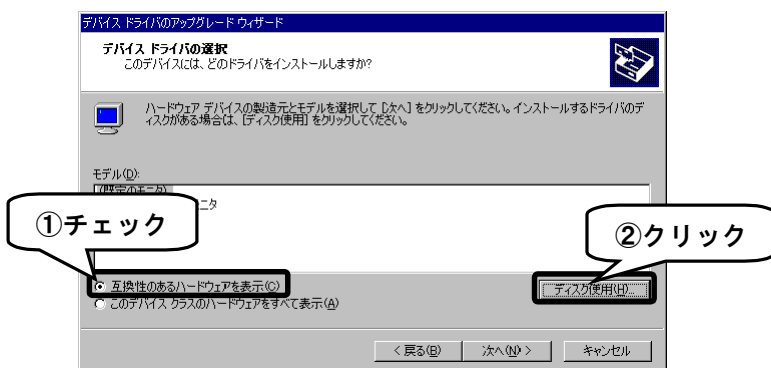 デバイス ドライバのアップグレード ウィザード
デバイス ドライバの選択
このデバイスには、どのドライバをインストールしますか?
ハードウェア デバイスの製造元とモデルを選択して [次へ] をクリックしてください。インストールするドライバのデ
ィスクがある場合は、[ディスク使用] をクリックしてください。
モデル(D):
(既定のモニタ)
ニタ
①チェック
②クリック
互換性のあるハードウェアを表示(C)
ディスク使用(H)...
このデバイス クラスのハードウェアをすべて表示(A)
< 戻る(B)
次へ(N) >
キャンセル